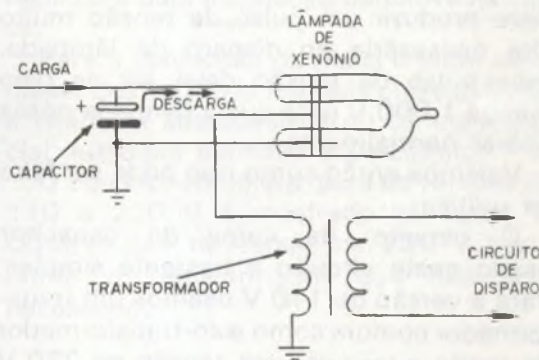 LÂMPADA
DE
XENÔNIO
CARGA
+
DESCARGA
CAPACITOR
TRANSFORMADOR
CIRCUITO
DE
DISPARO